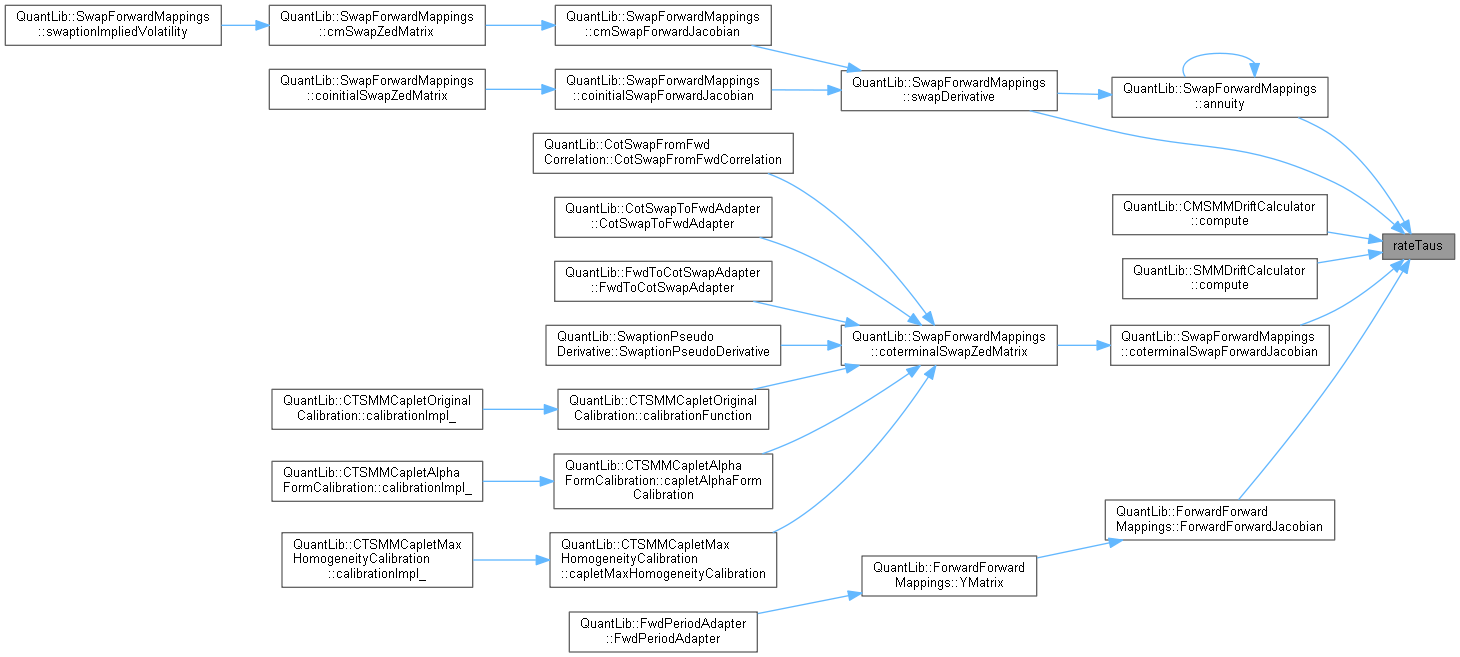 QuantLib::SwapForwardMappings
::swaptionImpliedVolatility
QuantLib::SwapForwardMappings
::cmSwapZedMatrix
QuantLib::SwapForwardMappings
::cmSwapForwardJacobian
QuantLib::SwapForwardMappings
::coinitialSwapZedMatrix
QuantLib::SwapForwardMappings
::coinitialSwapForwardJacobian
QuantLib::SwapForwardMappings
::swapDerivative
QuantLib::SwapForwardMappings
::annuity
QuantLib::CotSwapFromFwd
Correlation::CotSwapFromFwdCorrelation
QuantLib::CotSwapToFwdAdapter
::CotSwapToFwdAdapter
QuantLib::CMSMMDriftCalculator
::compute
rateTaus
QuantLib::FwdToCotSwapAdapter
::FwdToCotSwapAdapter
QuantLib::SMMDriftCalculator
::compute
QuantLib::SwaptionPseudo
Derivative::SwaptionPseudoDerivative
QuantLib::SwapForwardMappings
::coterminalSwapZedMatrix
QuantLib::SwapForwardMappings
::coterminalSwapForwardJacobian
QuantLib::CTSMMCapletOriginal
Calibration::calibrationImpl_
QuantLib::CTSMMCapletOriginal
Calibration::calibrationFunction
QuantLib::CTSMMCapletAlpha
FormCalibration::calibrationImpl_
QuantLib::CTSMMCapletAlpha
FormCalibration::capletAlphaForm
Calibration
QuantLib::ForwardForward
Mappings::ForwardForwardJacobian
QuantLib::CTSMMCapletMax
HomogeneityCalibration
::calibrationImpl_
QuantLib::CTSMMCapletMax
HomogeneityCalibration
::capletMaxHomogeneityCalibration
QuantLib::ForwardForward
Mappings::YMatrix
QuantLib::FwdPeriodAdapter
::FwdPeriodAdapter